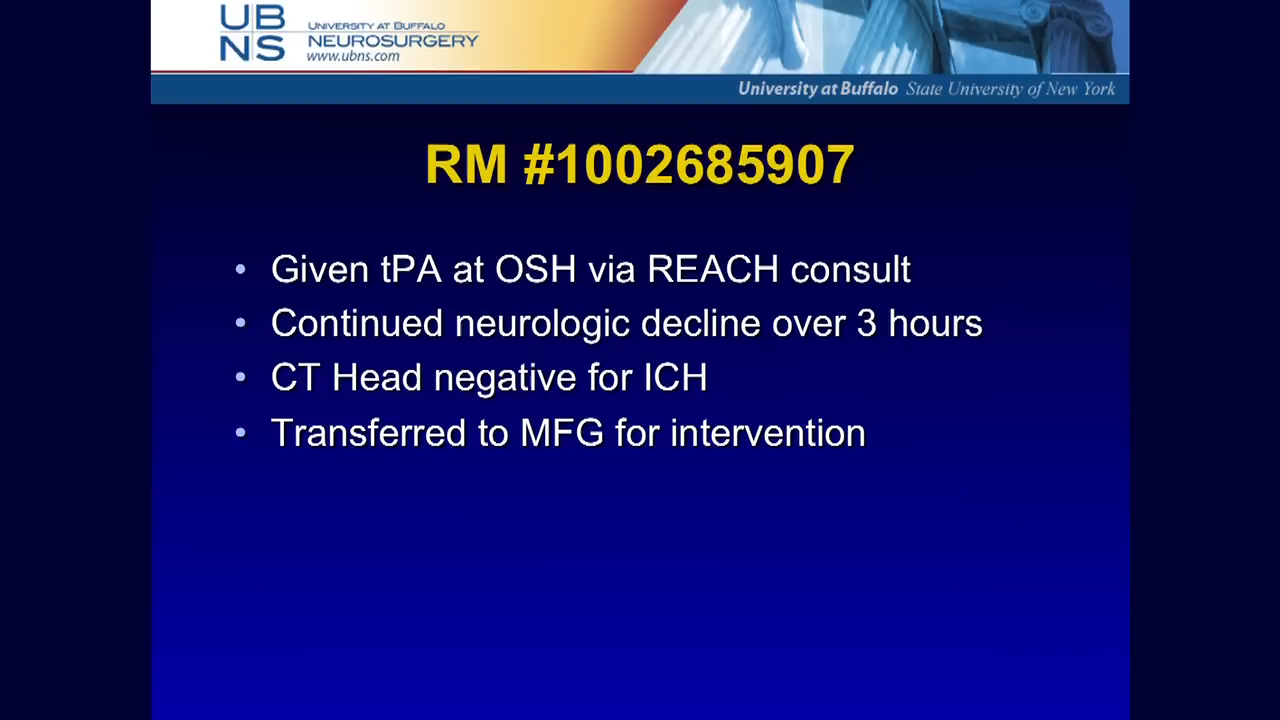 UB
NS
UNIVERSITY AT BUFFALO
NEUROSURGERY
www.ubns.com
University at Buffalo State University of New York
RM #1002685907
• Given tPA at OSH via REACH consult
• Continued neurologic decline over 3 hours
• CT Head negative for ICH
• Transferred to MFG for intervention